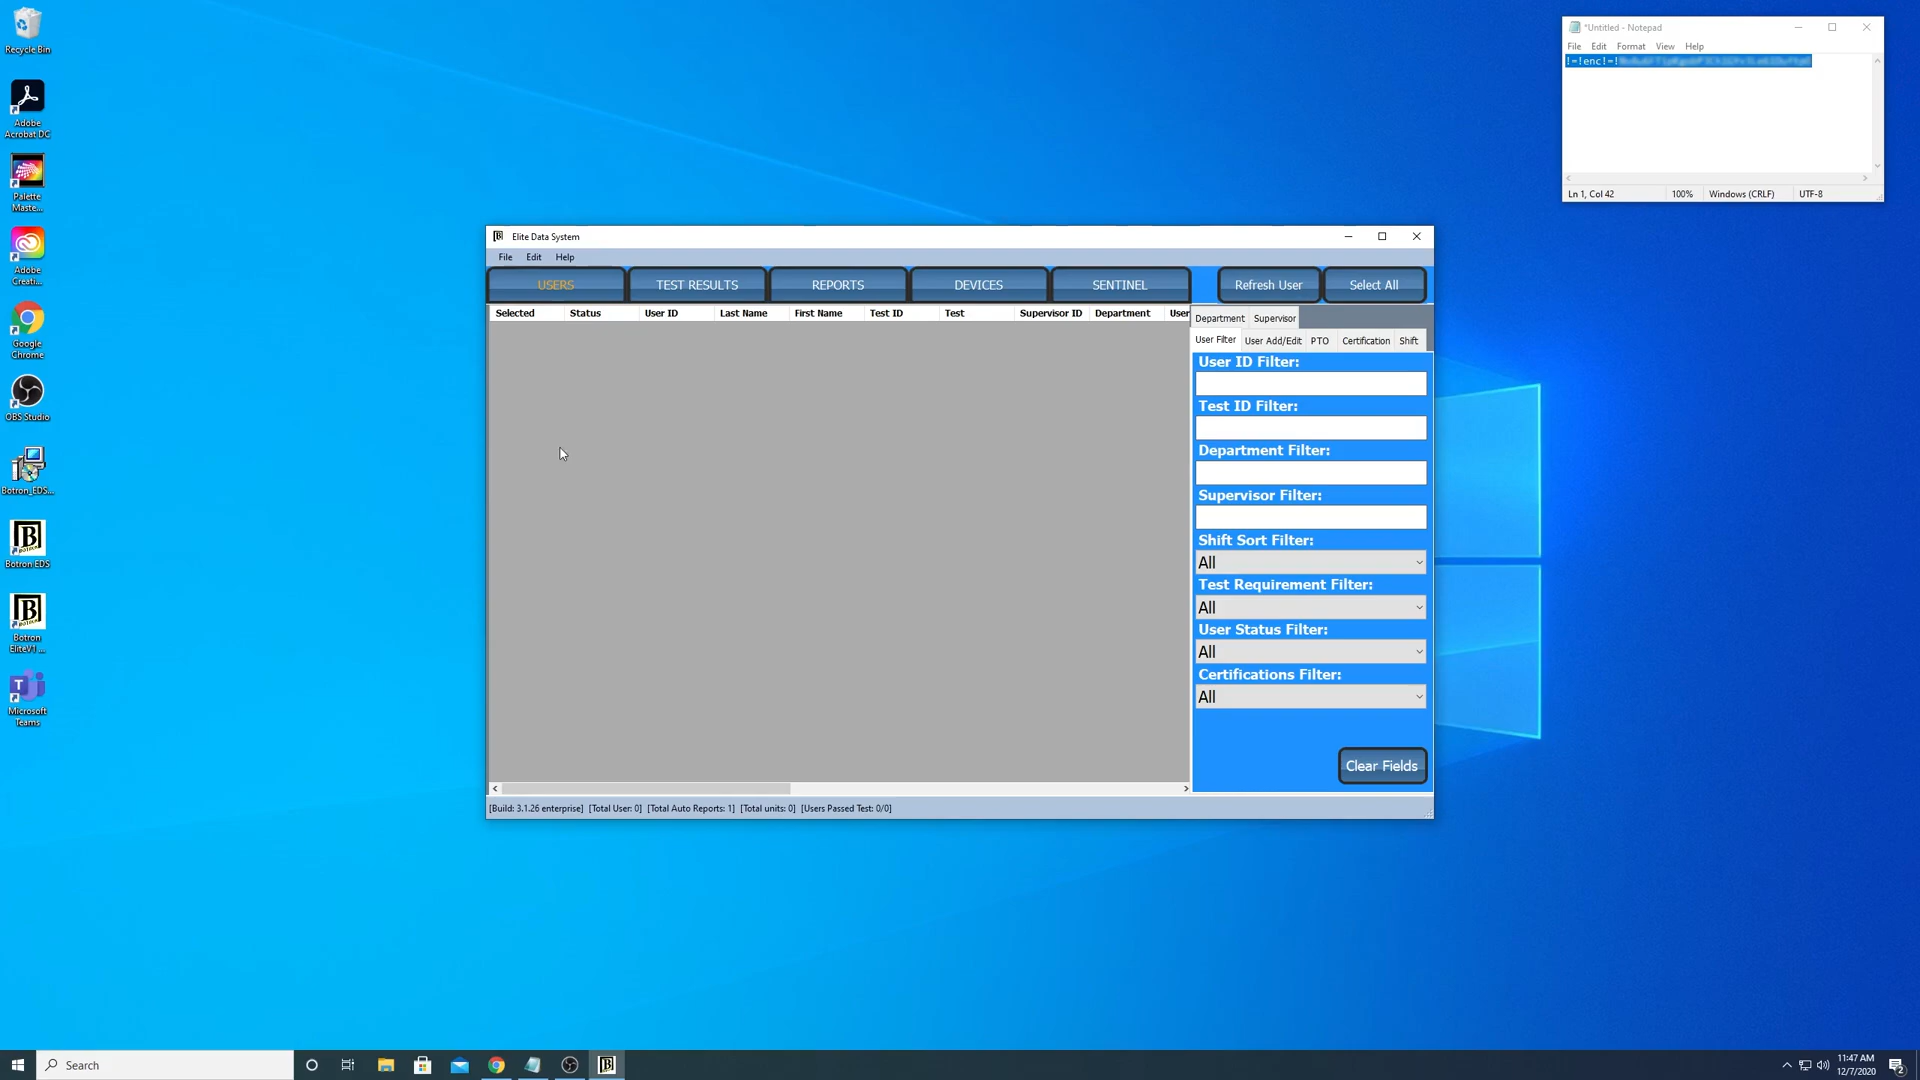 Recycle Bin
Adobe
Acrobat DC
Palette
Maste...
Adobe
Creati...
Google
Chrome
OBS Studio
Botron_EDS...
Botron EDS
Botron
EliteV1 ...
Microsoft
Teams
*Untitled - Notepad
File Edit Format View Help
!=!enc!=!
Ln 1, Col 42 100% Windows (CRLF) UTF-8
Elite Data System
File Edit Help
USERS TEST RESULTS REPORTS DEVICES SENTINEL Refresh User Select All
Selected Status User ID Last Name First Name Test ID Test Supervisor ID Department User
Department Supervisor
User Filter User Add/Edit PTO Certification Shift
User ID Filter:
Test ID Filter:
Department Filter:
Supervisor Filter:
Shift Sort Filter:
All
Test Requirement Filter:
All
User Status Filter:
All
Certifications Filter:
All
Clear Fields
[Build: 3.1.26 enterprise] [Total User: 0] [Total Auto Reports: 1] [Total units: 0] [Users Passed Test: 0/0]
Search
11:47 AM
12/7/2020
2